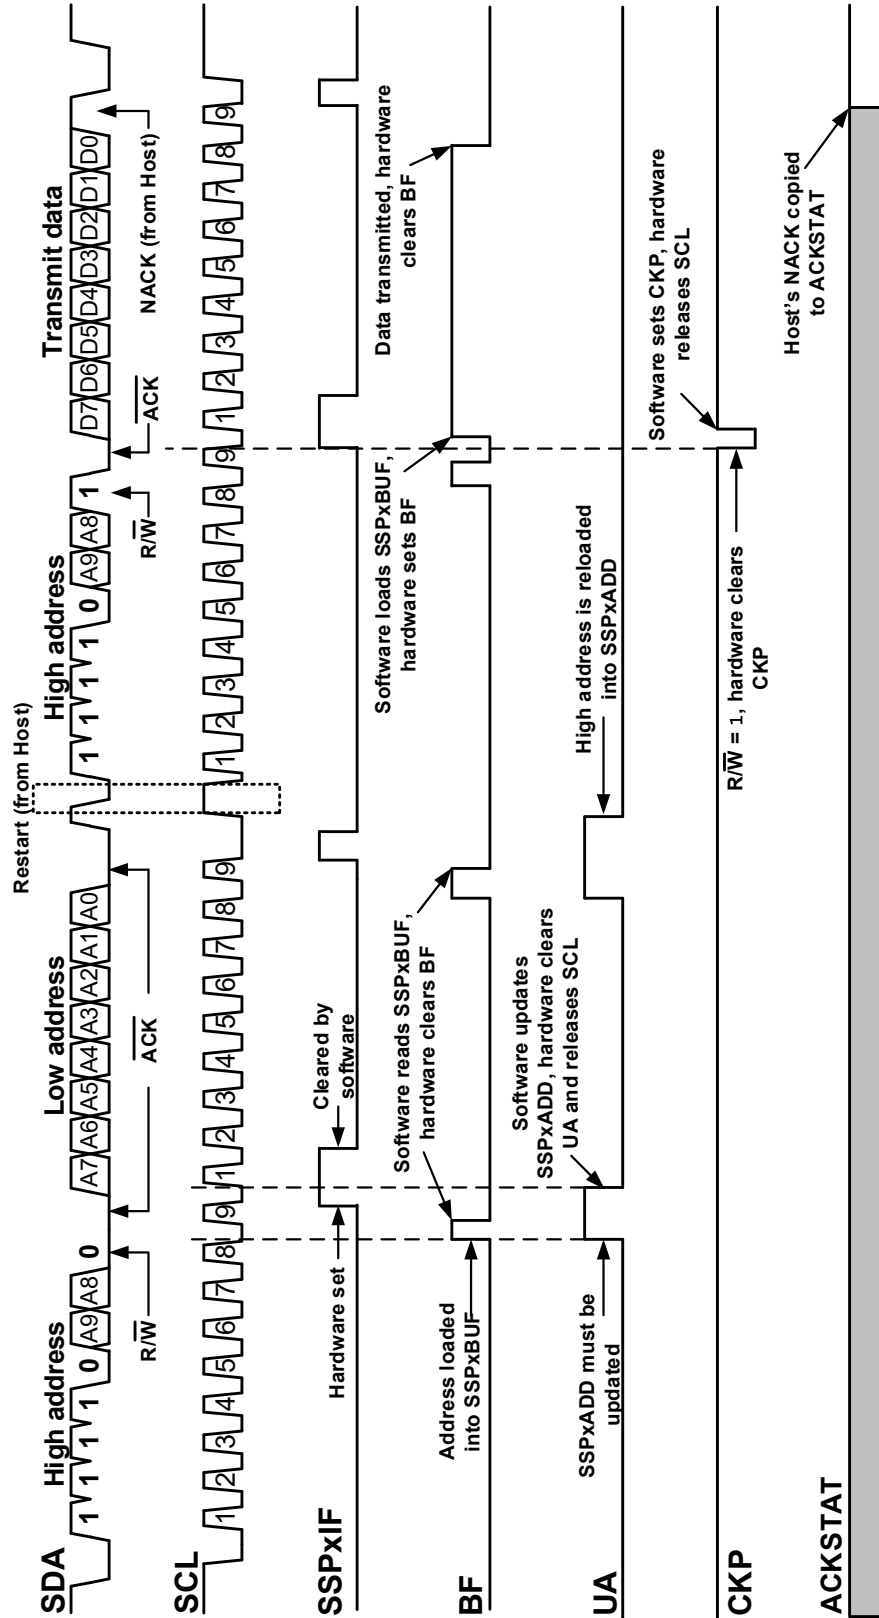 Restart (from Host)
High address
Low address
High address
Transmit data
SDA
1 1 1 1 0 A9 A8 0
A7 A6 A5 A4 A3 A2 A1 A0
1 1 1 1 0 A9 A8 1
D7 D6 D5 D4 D3 D2 D1 D0
R/W̅
A̅C̅K̅
R/W̅
A̅C̅K̅
NACK (from Host)
SCL
1 2 3 4 5 6 7 8 9
1 2 3 4 5 6 7 8 9
1 2 3 4 5 6 7 8 9
1 2 3 4 5 6 7 8 9
SSPxIF
Hardware set
Cleared by
software
BF
Address loaded
into SSPxBUF
Software reads SSPxBUF,
hardware clears BF
Software loads SSPxBUF,
hardware sets BF
Data transmitted, hardware
clears BF
UA
SSPxADD must be
updated
Software updates
SSPxADD, hardware clears
UA and releases SCL
High address is reloaded
into SSPxADD
CKP
R/W̅ = 1, hardware clears
CKP
Software sets CKP, hardware
releases SCL
ACKSTAT
Host's NACK copied
to ACKSTAT